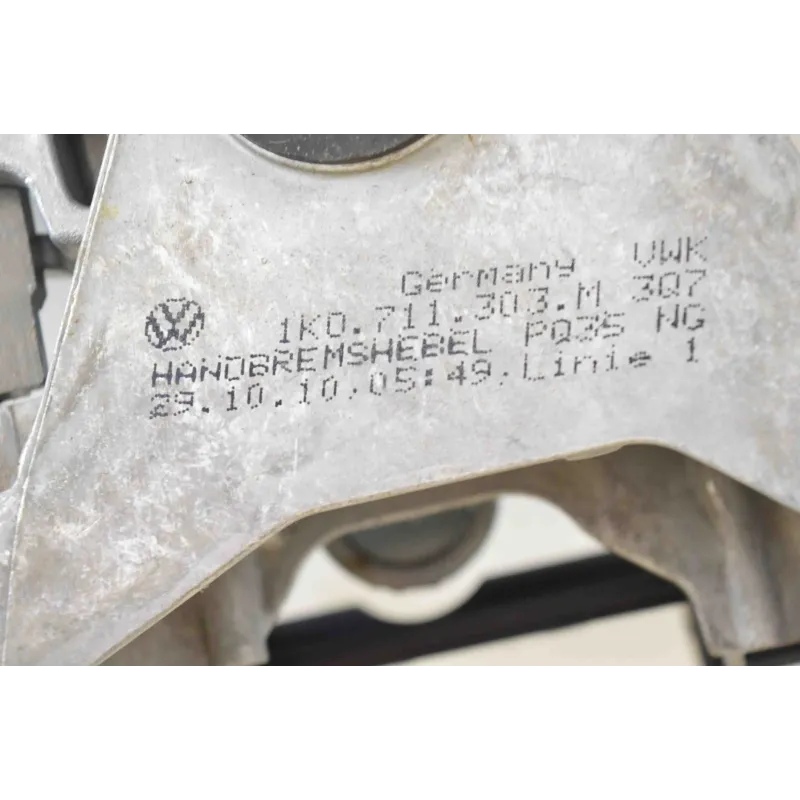 Germany VWK
1K0.711.303.M 3Q7
HANDBREMSHEBEL PQ35 NG
29.10.10,05:49,Linie 1